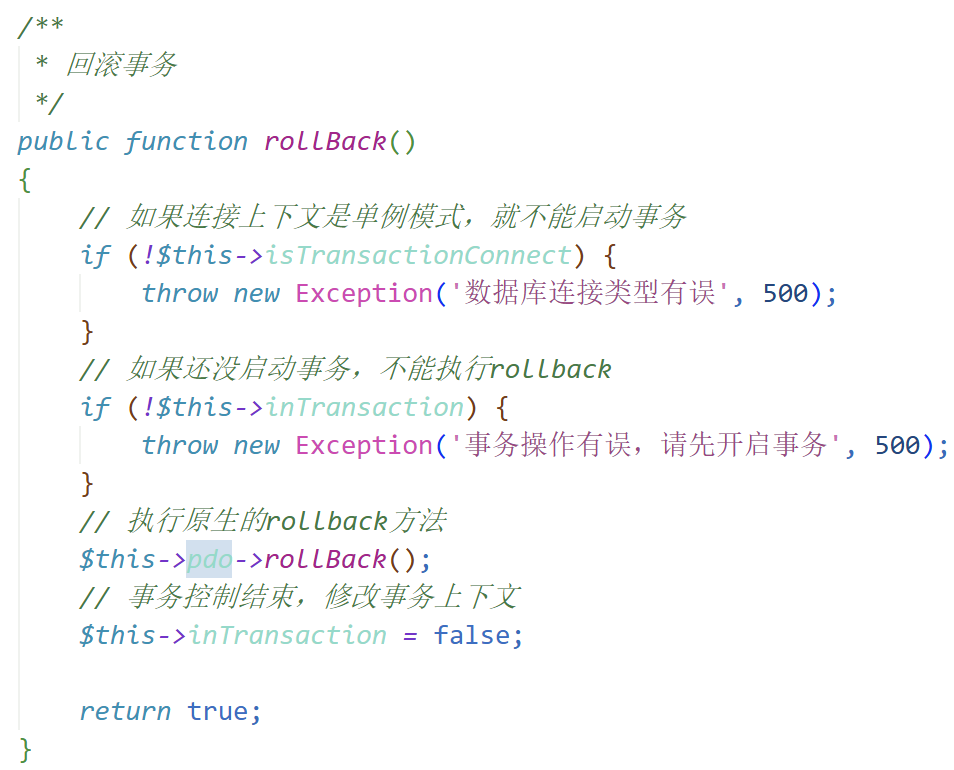 /**
 * 回滚事务
 */
public function rollBack()
{
    // 如果连接上下文是单例模式，就不能启动事务
    if (!$this->isTransactionConnect) {
        throw new Exception('数据库连接类型有误', 500);
    }
    // 如果还没启动事务，不能执行rollback
    if (!$this->inTransaction) {
        throw new Exception('事务操作有误，请先开启事务', 500);
    }
    // 执行原生的rollback方法
    $this->pdo->rollBack();
    // 事务控制结束，修改事务上下文
    $this->inTransaction = false;

    return true;
}